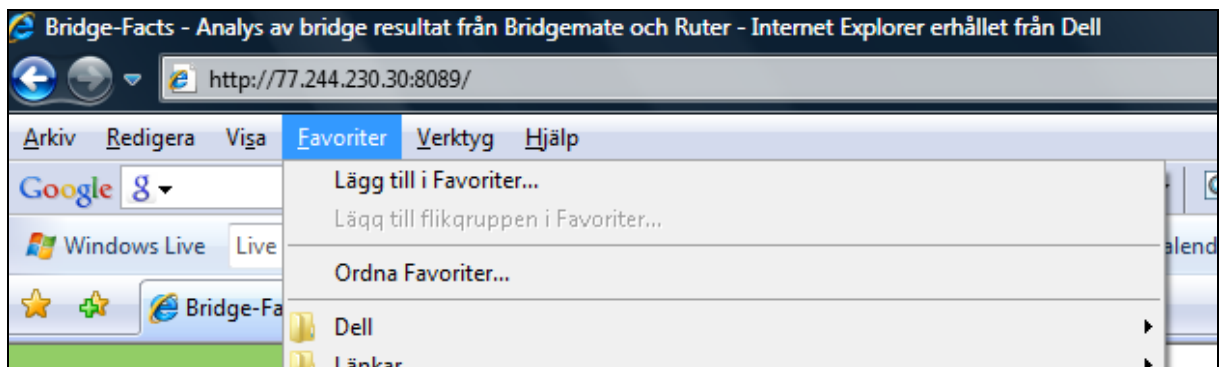 Bridge-Facts - Analys av bridge resultat från Bridgemate och Ruter - Internet Explorer erhållet från Dell
http://77.244.230.30:8089/
Arkiv Redigera Visa Favoriter Verktyg Hjälp
Google g
Lägg till i Favoriter...
Lägg till flikgruppen i Favoriter...
Windows Live Live
alend
Ordna Favoriter...
Bridge-Fa
Dell
Länkar